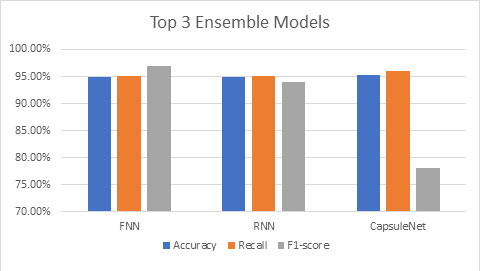 Top 3 Ensemble Models
100.00%
95.00%
90.00%
85.00%
80.00%
75.00%
70.00%
FNN RNN CapsuleNet
Accuracy Recall F1-score